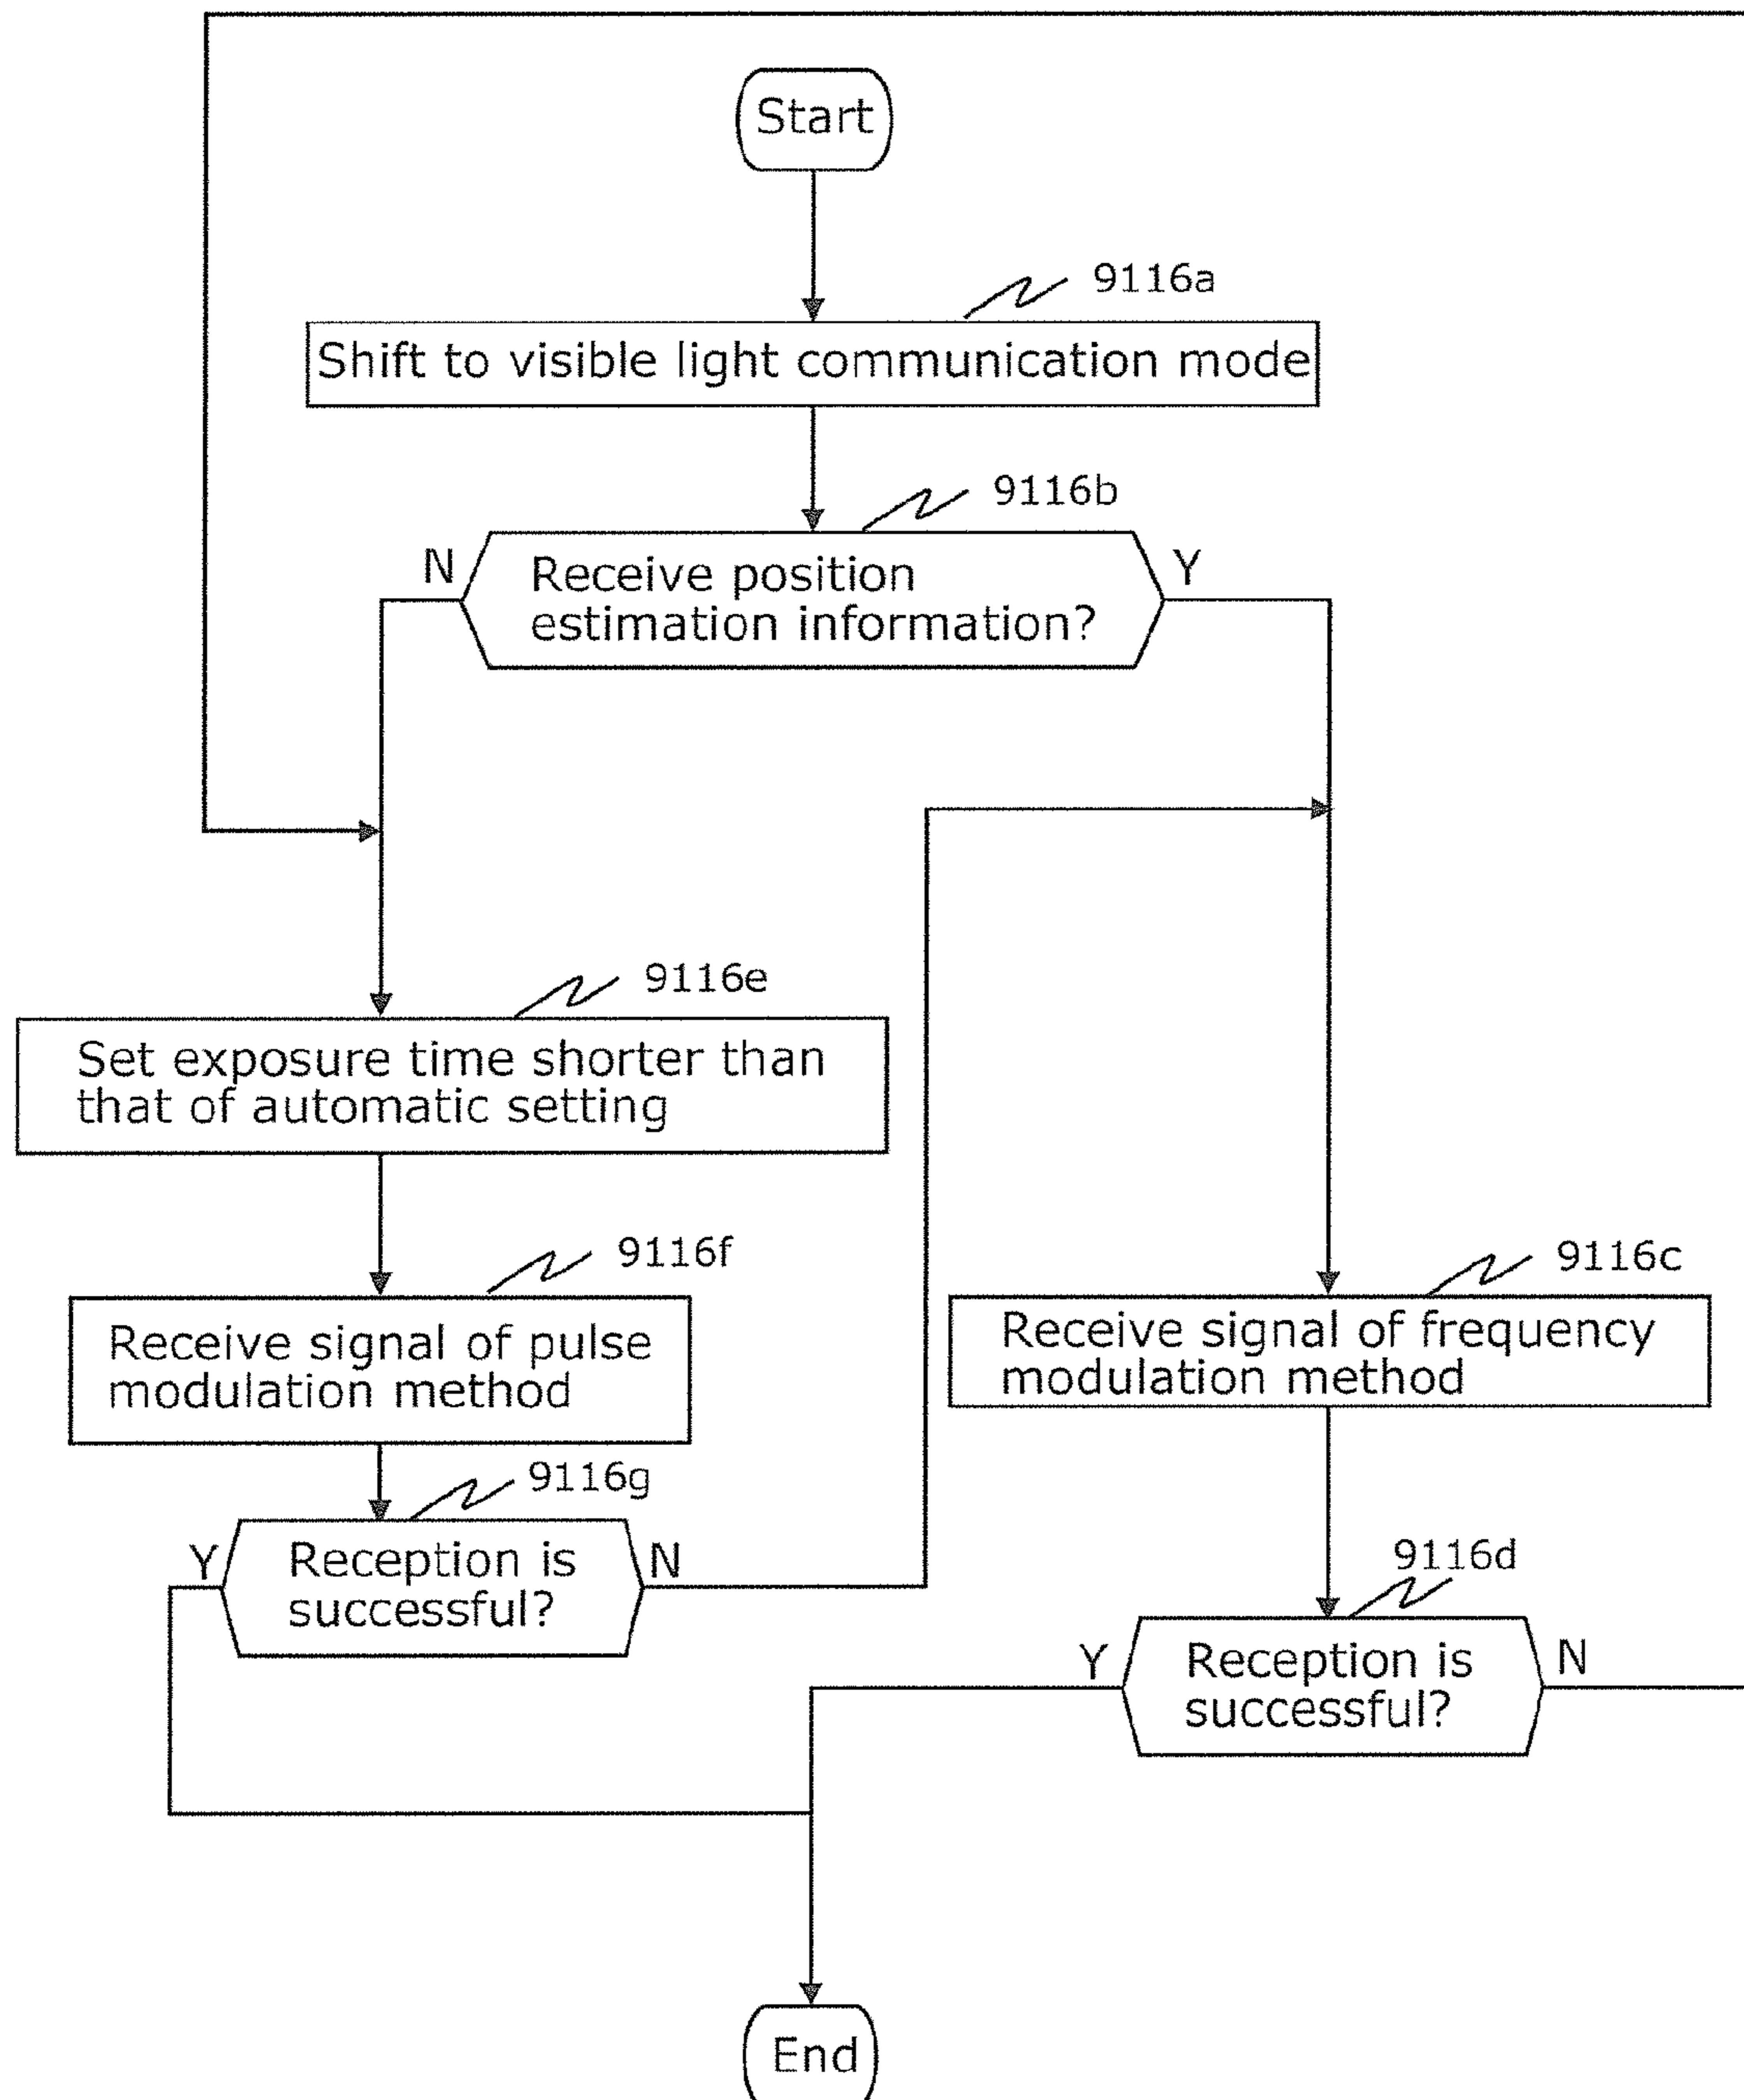 Start
9116a
Shift to visible light communication mode
9116b
N
Receive position
estimation information?
Y
9116e
Set exposure time shorter than
that of automatic setting
9116f
Receive signal of pulse
modulation method
9116c
Receive signal of frequency
modulation method
9116g
Y
Reception is
successful?
N
9116d
Y
Reception is
successful?
N
End